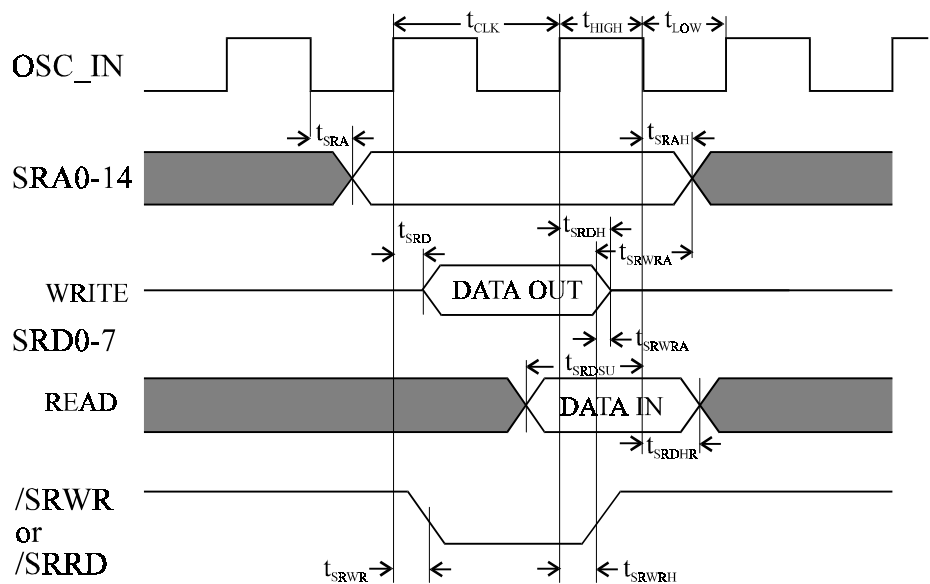 tCLK tHIGH tLOW
OSC_IN
tSRA tSRAH
SRA0-14
tSRD tSRDH
tSRWRA
WRITE DATA OUT
SRD0-7 tSRWRA
tSRDSU
READ DATA IN
tSRDHR
/SRWR
or
/SRRD
tSRWR tSRWRH